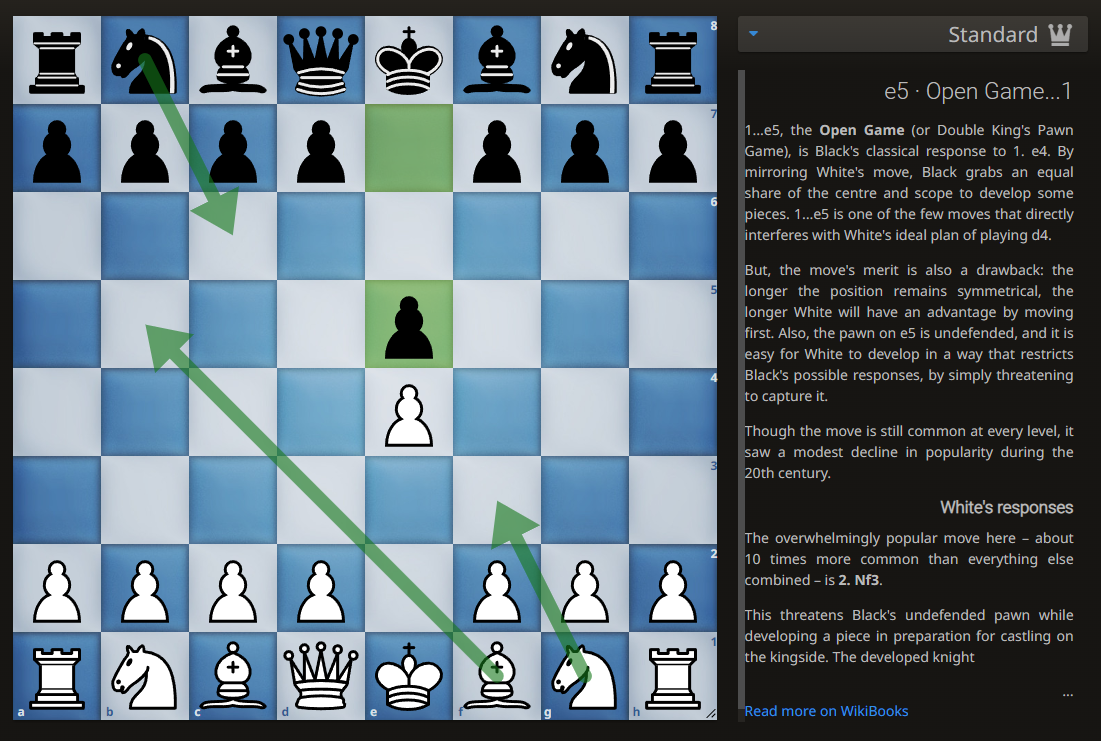 8
7
6
5
4
3
2
1
a b c d e f g h
Standard
e5 · Open Game...1
1...e5, the Open Game (or Double King's Pawn
Game), is Black's classical response to 1. e4. By
mirroring White's move, Black grabs an equal
share of the centre and scope to develop some
pieces. 1...e5 is one of the few moves that directly
interferes with White's ideal plan of playing d4.
But, the move's merit is also a drawback: the
longer the position remains symmetrical, the
longer White will have an advantage by moving
first. Also, the pawn on e5 is undefended, and it is
easy for White to develop in a way that restricts
Black's possible responses, by simply threatening
to capture it.
Though the move is still common at every level, it
saw a modest decline in popularity during the
20th century.
White's responses
The overwhelmingly popular move here – about
10 times more common than everything else
combined – is 2. Nf3.
This threatens Black's undefended pawn while
developing a piece in preparation for castling on
the kingside. The developed knight
...
Read more on WikiBooks